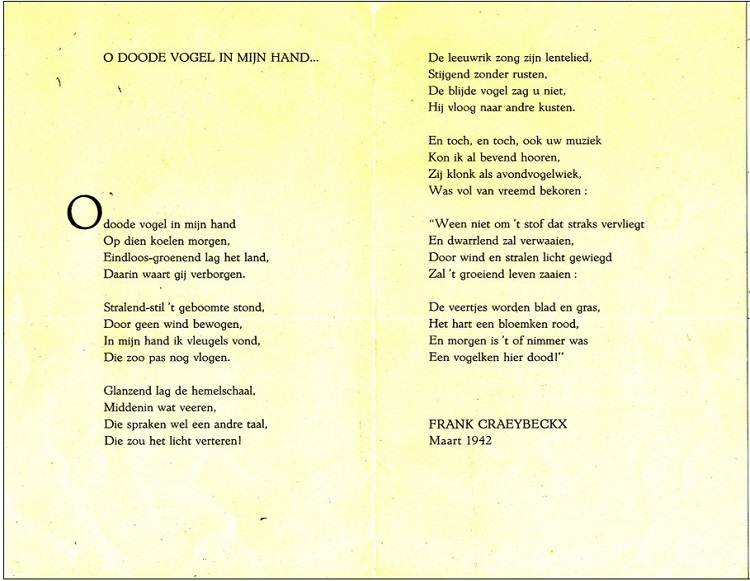 O DOODE VOGEL IN MIJN HAND...
O doode vogel in mijn hand
Op dien koelen morgen,
Eindloos-groenend lag het land,
Daarin waart gij verborgen.
Stralend-stil 't geboomte stond,
Door geen wind bewogen,
In mijn hand ik vleugels vond,
Die zoo pas nog vlogen.
Glanzend lag de hemelschaal,
Middenin wat veeren,
Die spraken wel een andre taal,
Die zou het licht verteren!
De leeuwrik zong zijn lentelied,
Stijgend zonder rusten,
De blijde vogel zag u niet,
Hij vloog naar andre kusten.
En toch, en toch, ook uw muziek
Kon ik al bevend hooren,
Zij klonk als avondvogelwiek,
Was vol van vreemd bekoren :
“Ween niet om 't stof dat straks vervliegt
En dwarrlend zal verwaaien,
Door wind en stralen licht gewiegd
Zal 't groeiend leven zaaien :
De veertjes worden blad en gras,
Het hart een bloemken rood,
En morgen is 't of nimmer was
Een vogelken hier dood!”
FRANK CRAEYBECKX
Maart 1942